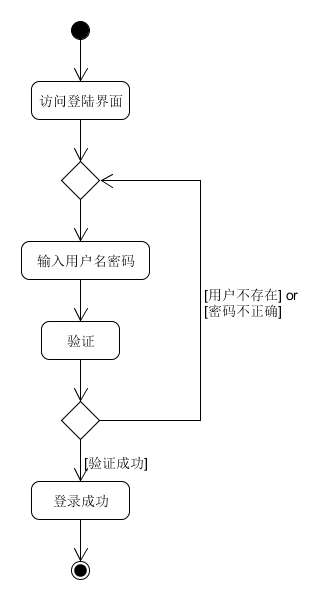 访问登陆界面
输入用户名密码
[用户不存在] or
[密码不正确]
验证
[验证成功]
登录成功